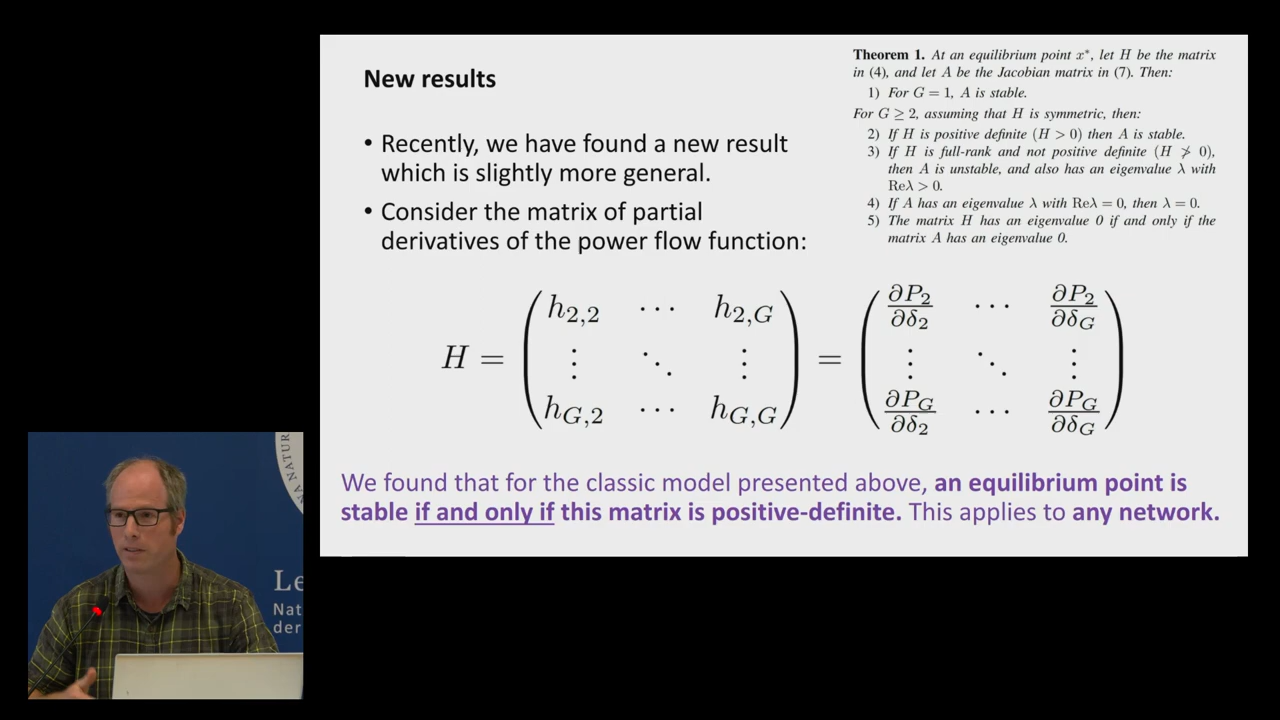 New results
• Recently, we have found a new result
which is slightly more general.
• Consider the matrix of partial
derivatives of the power flow function:
Theorem 1. At an equilibrium point x*, let H be the matrix
in (4), and let A be the Jacobian matrix in (7). Then:
1) For G = 1, A is stable.
For G ≥ 2, assuming that H is symmetric, then:
2) If H is positive definite (H > 0) then A is stable.
3) If H is full-rank and not positive definite (H ≯ 0),
then A is unstable, and also has an eigenvalue λ with
Reλ > 0.
4) If A has an eigenvalue λ with Reλ = 0, then λ = 0.
5) The matrix H has an eigenvalue 0 if and only if the
matrix A has an eigenvalue 0.
H = ( h2,2 ⋯ h2,G ; ⋮ ⋱ ⋮ ; hG,2 ⋯ hG,G ) = ( ∂P2/∂δ2 ⋯ ∂P2/∂δG ; ⋮ ⋱ ⋮ ; ∂PG/∂δ2 ⋯ ∂PG/∂δG )
We found that for the classic model presented above, an equilibrium point is
stable if and only if this matrix is positive-definite. This applies to any network.
NA NATUR
Le
Nat
der